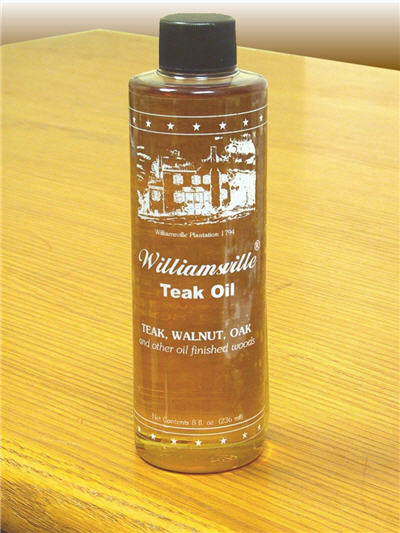 Williamsville Plantation 1794
Williamsville®
Teak Oil
TEAK, WALNUT, OAK
and other oil finished woods
Net Contents 8 fl. oz. (236 ml)